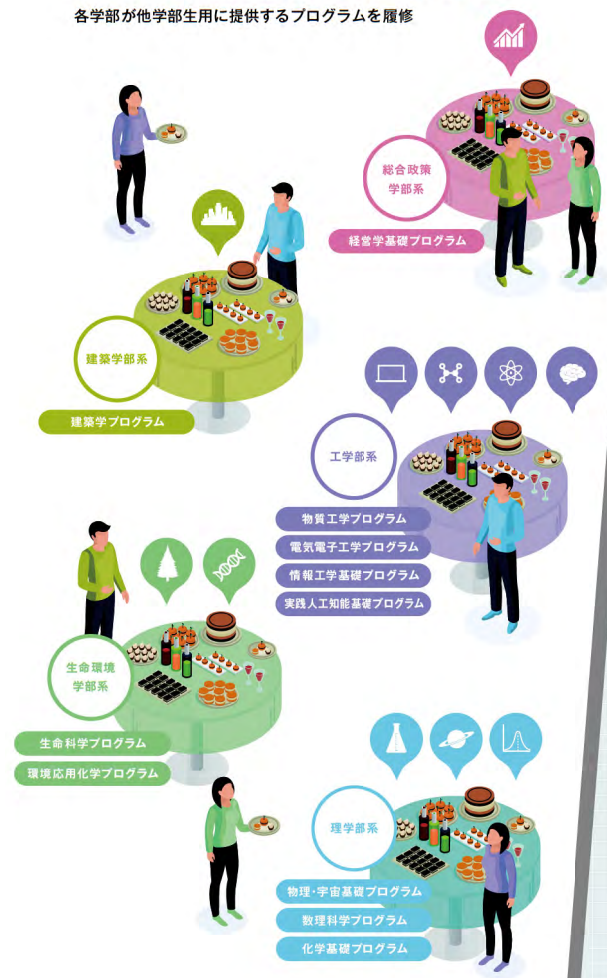 各学部が他学部生用に提供するプログラムを履修
総合政策
学部系
経営学基礎プログラム
建築学部系
建築学プログラム
工学部系
物質工学プログラム
電気電子工学プログラム
情報工学基礎プログラム
実践人工知能基礎プログラム
生命環境
学部系
生命科学プログラム
環境応用化学プログラム
理学部系
物理・宇宙基礎プログラム
数理科学プログラム
化学基礎プログラム